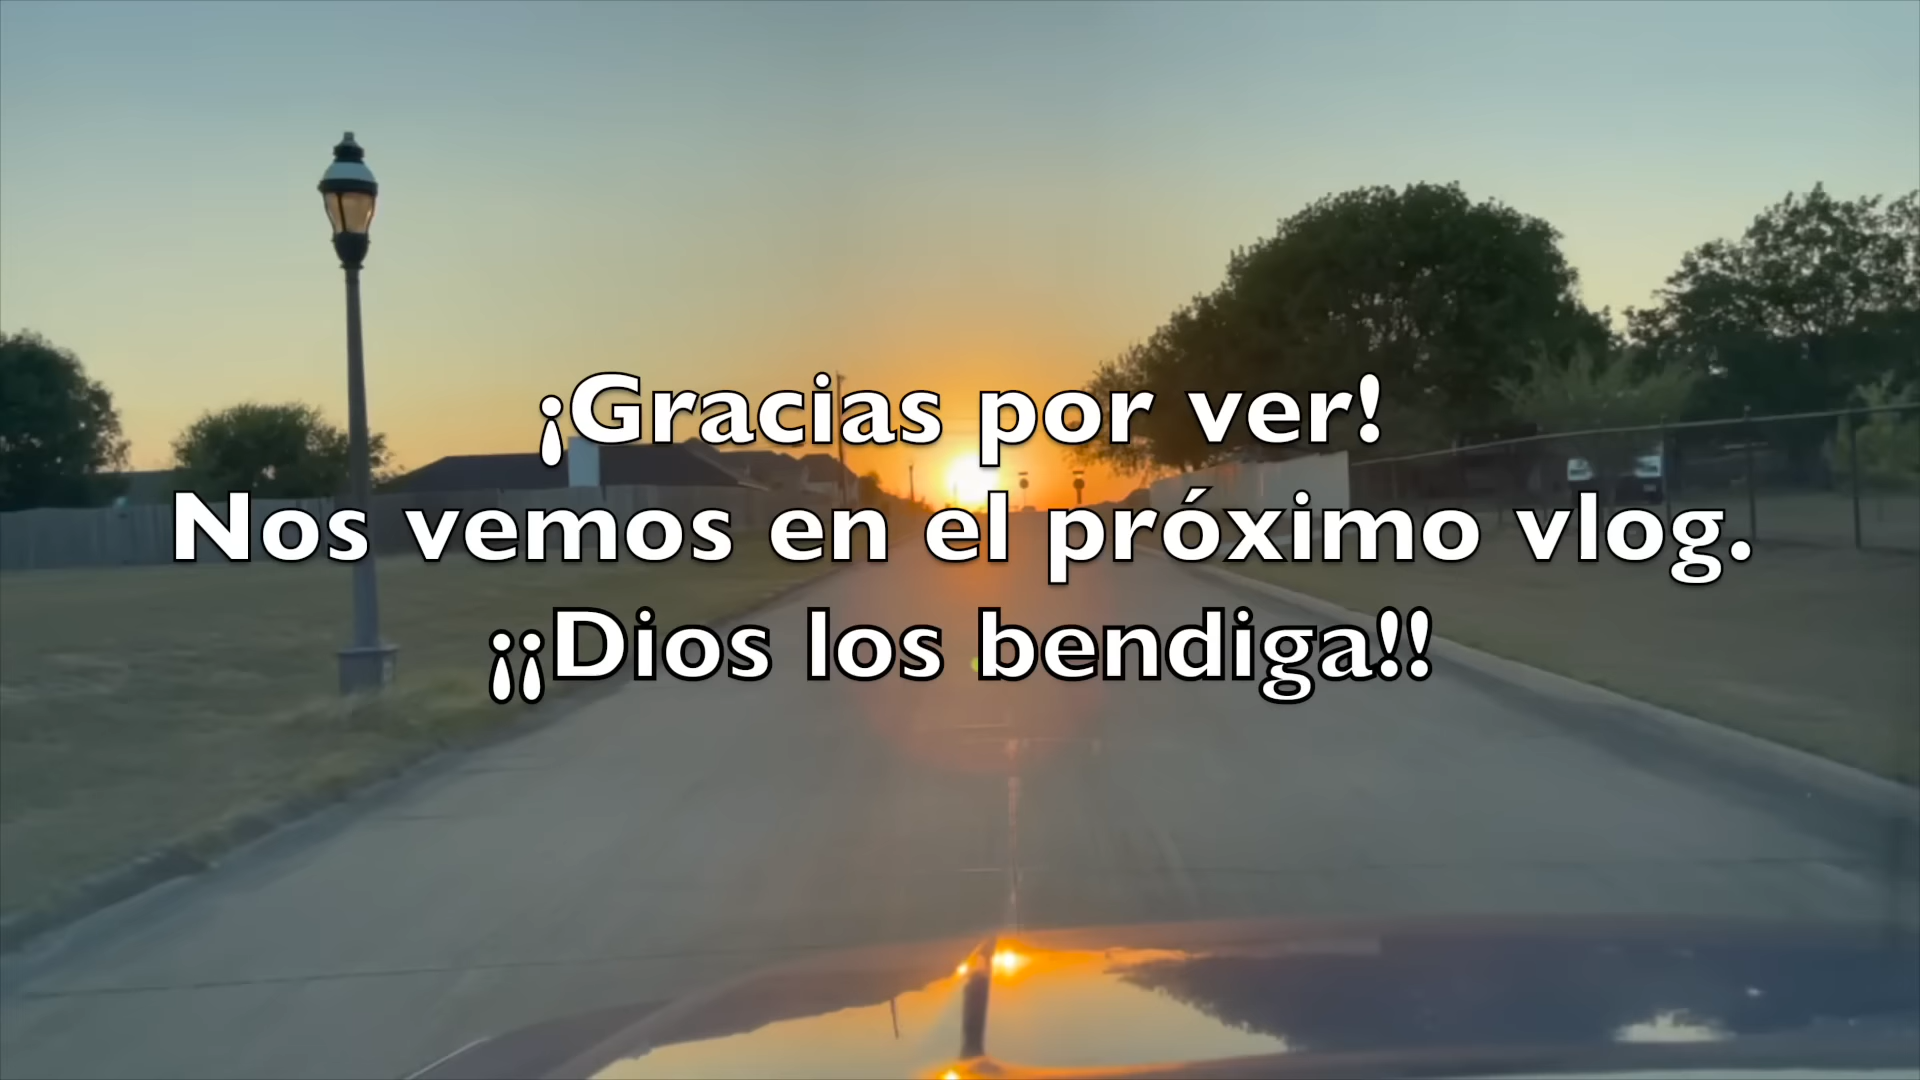 ¡Gracias por ver!
Nos vemos en el próximo vlog.
¡¡Dios los bendiga!!